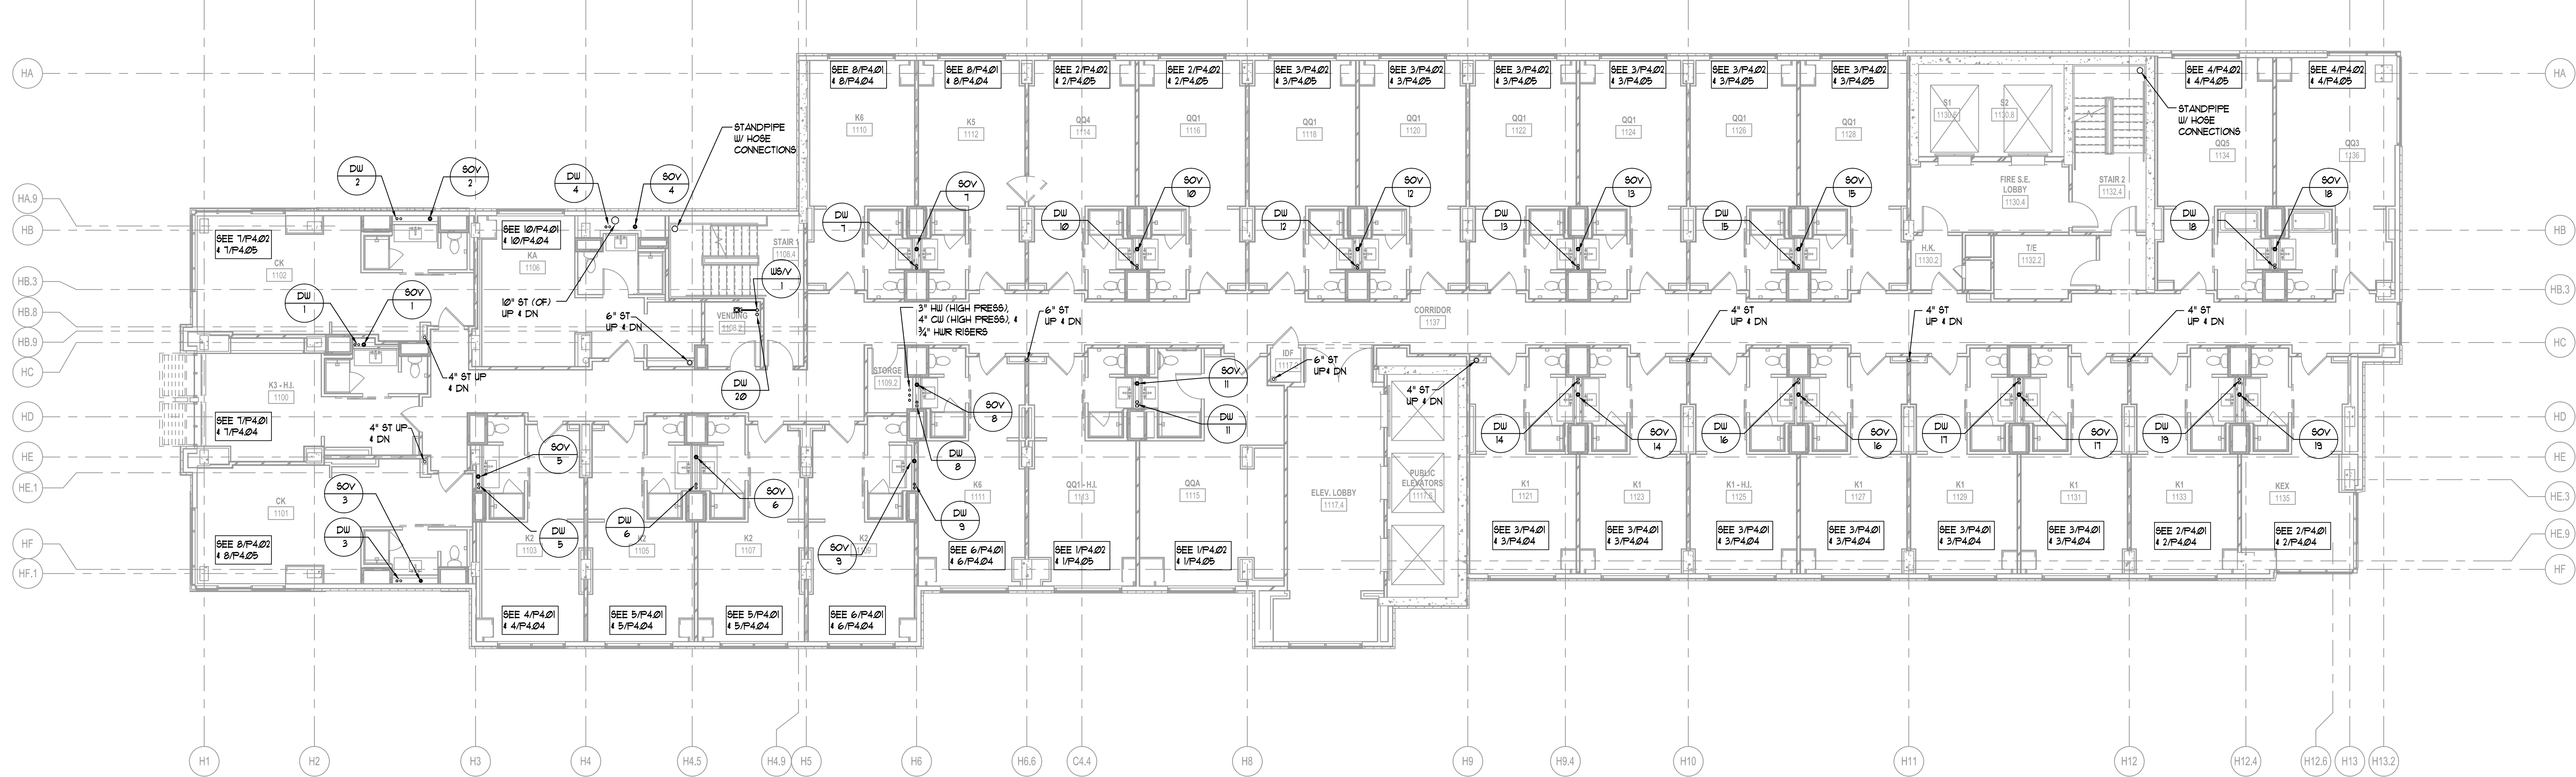 HA
HA.9
HB
HB.3
HB.8
HB.9
HC
HD
HE
HE.1
HF
HF.1
HA
HB
HB.3
HC
HD
HE
HE.3
HE.9
HF
SEE 8/P4.01
& 8/P4.04
K6
1110
SEE 8/P4.01
& 8/P4.04
K5
1112
SEE 2/P4.02
& 2/P4.05
QQ4
1114
SEE 2/P4.02
& 2/P4.05
QQ1
1116
SEE 3/P4.02
& 3/P4.05
QQ1
1118
SEE 3/P4.02
& 3/P4.05
QQ1
1120
SEE 3/P4.02
& 3/P4.05
QQ1
1122
SEE 3/P4.02
& 3/P4.05
QQ1
1124
SEE 3/P4.02
& 3/P4.05
QQ1
1126
SEE 3/P4.02
& 3/P4.05
QQ1
1128
S1
1130.6
S2
1130.8
SEE 4/P4.02
& 4/P4.05
QQ5
1134
SEE 4/P4.02
& 4/P4.05
QQ3
1136
STANDPIPE
W/ HOSE
CONNECTIONS
STANDPIPE
W/ HOSE
CONNECTIONS
FIRE S.E.
LOBBY
1130.4
STAIR 2
1132.4
H.K.
1130.2
T/E
1132.2
DW
2
SOV
2
DW
4
SOV
4
SOV
7
DW
7
SOV
10
DW
10
SOV
12
DW
12
SOV
13
DW
13
SOV
15
DW
15
SOV
18
DW
18
SEE 7/P4.02
& 7/P4.05
CK
1102
SEE 10/P4.01
& 10/P4.04
KA
1106
STAIR 1
1108.4
WS/V
1
DW
1
SOV
1
10" ST (OF)
UP & DN
6" ST
UP & DN
VENDING
1108.2
3" HW (HIGH PRESS),
4" CW (HIGH PRESS), &
¾" HWR RISERS
6" ST
UP & DN
CORRIDOR
1137
4" ST
UP & DN
4" ST
UP & DN
4" ST
UP & DN
4" ST UP
& DN
K3 - H.I.
1100
SEE 7/P4.01
& 7/P4.04
4" ST UP
& DN
DW
20
STORGE
1109.2
SOV
8
DW
8
SOV
11
DW
11
IDF
6" ST
UP& DN
4" ST
UP & DN
DW
14
SOV
14
DW
16
SOV
16
DW
17
SOV
17
DW
19
SOV
19
CK
1101
SEE 8/P4.02
& 8/P4.05
SOV
3
DW
3
SOV
5
DW
5
SOV
6
DW
6
SOV
9
DW
9
K2
1103
K2
1105
K2
1107
K2
K6
1111
QQ1 - H.I.
1113
QQA
1115
ELEV. LOBBY
1117.4
PUBLIC
ELEVATORS
1117.6
K1
1121
K1
1123
K1 - H.I.
1125
K1
1127
K1
1129
K1
1131
K1
1133
KEX
1135
SEE 6/P4.01
& 6/P4.04
SEE 1/P4.02
& 1/P4.05
SEE 1/P4.02
& 1/P4.05
SEE 3/P4.01
& 3/P4.04
SEE 3/P4.01
& 3/P4.04
SEE 3/P4.01
& 3/P4.04
SEE 3/P4.01
& 3/P4.04
SEE 3/P4.01
& 3/P4.04
SEE 3/P4.01
& 3/P4.04
SEE 2/P4.01
& 2/P4.04
SEE 2/P4.01
& 2/P4.04
SEE 4/P4.01
& 4/P4.04
SEE 5/P4.01
& 5/P4.04
SEE 5/P4.01
& 5/P4.04
SEE 6/P4.01
& 6/P4.04
H1
H2
H3
H4
H4.5
H4.9
H5
H6
H6.6
C4.4
H8
H9
H9.4
H10
H11
H12
H12.4
H12.6
H13
H13.2